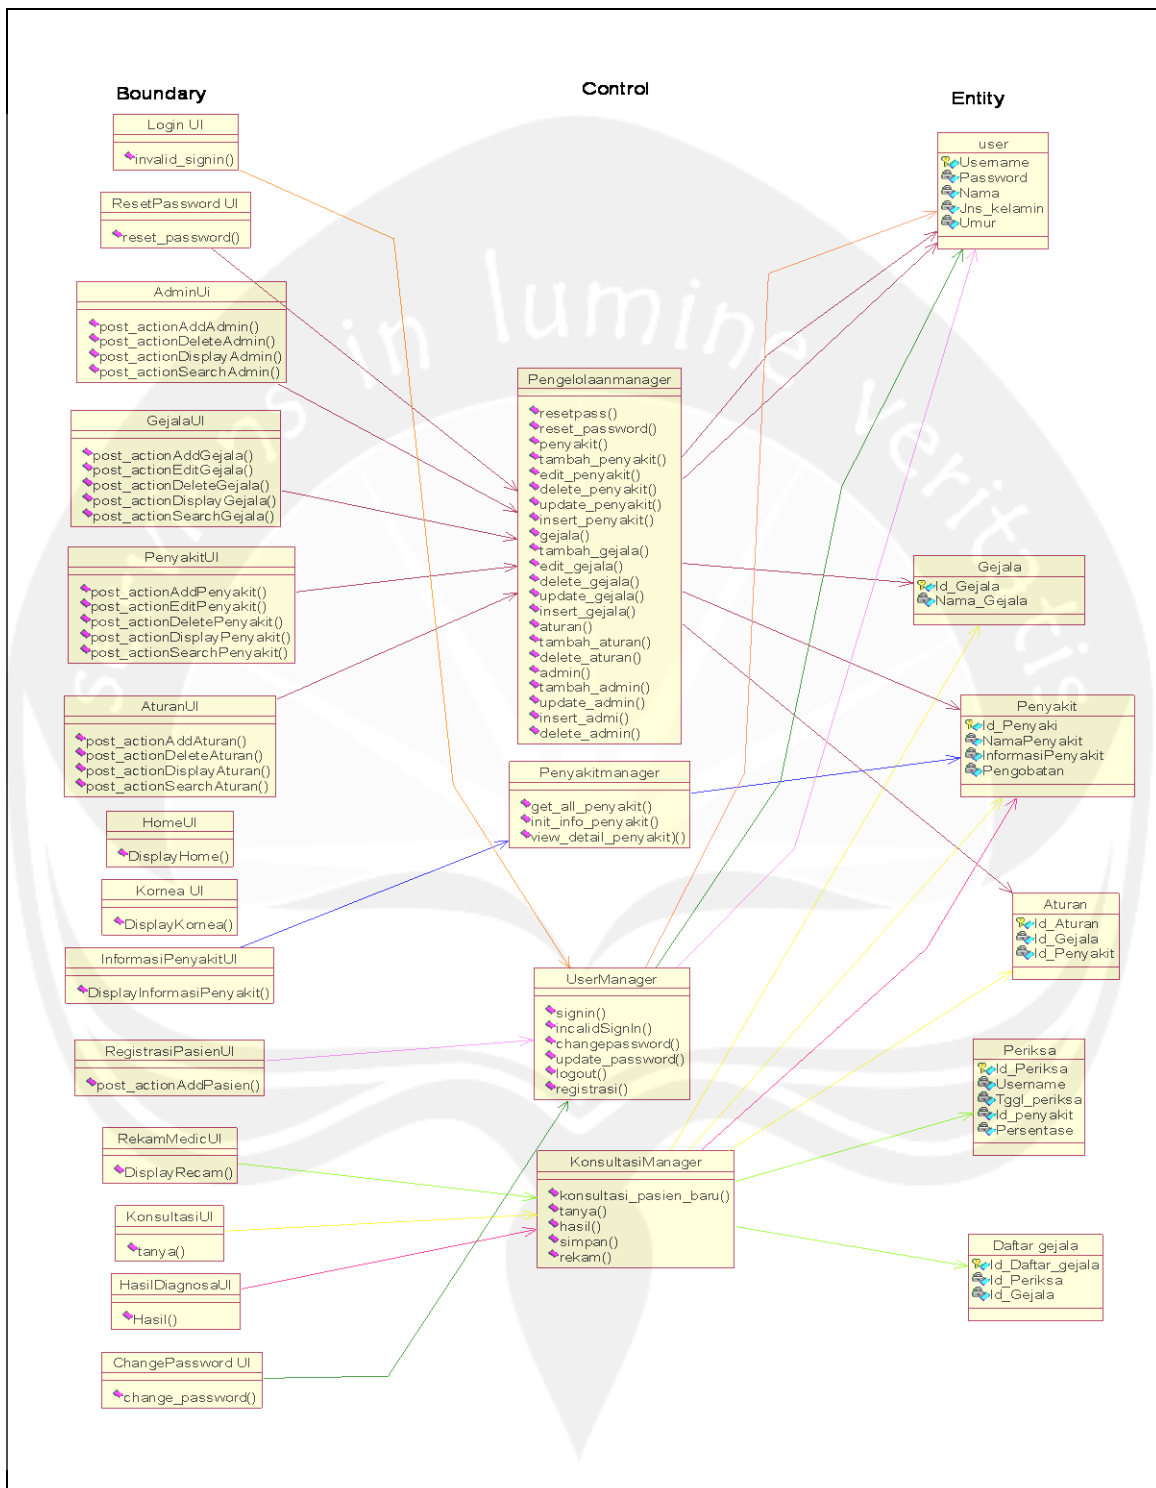 Boundary
Control
Entity
Login UI
invalid_signin()
ResetPassword UI
reset_password()
AdminUi
post_actionAddAdmin()
post_actionDeleteAdmin()
post_actionDisplayAdmin()
post_actionSearchAdmin()
GejalaUI
post_actionAddGejala()
post_actionEditGejala()
post_actionDeleteGejala()
post_actionDisplayGejala()
post_actionSearchGejala()
PenyakitUI
post_actionAddPenyakit()
post_actionEditPenyakit()
post_actionDeletePenyakit()
post_actionDisplayPenyakit()
post_actionSearchPenyakit()
AturanUI
post_actionAddAturan()
post_actionDeleteAturan()
post_actionDisplayAturan()
post_actionSearchAturan()
HomeUI
DisplayHome()
Kornea UI
DisplayKornea()
InformasiPenyakitUI
DisplayInformasiPenyakit()
RegistrasiPasienUI
post_actionAddPasien()
RekamMedicUI
DisplayRecam()
KonsultasiUI
tanya()
HasilDiagnosaUI
Hasil()
ChangePassword UI
change_password()
Pengelolaanmanager
resetpass()
reset_password()
penyakit()
tambah_penyakit()
edit_penyakit()
delete_penyakit()
update_penyakit()
insert_penyakit()
gejala()
tambah_gejala()
edit_gejala()
delete_gejala()
update_gejala()
insert_gejala()
aturan()
tambah_aturan()
delete_aturan()
admin()
tambah_admin()
update_admin()
insert_admi()
delete_admin()
Penyakitmanager
get_all_penyakit()
init_info_penyakit()
view_detail_penyakit)()
UserManager
signin()
incalidSignIn()
changepassword()
update_password()
logout()
registrasi()
KonsultasiManager
konsultasi_pasien_baru()
tanya()
hasil()
simpan()
rekam()
user
Username
Password
Nama
Jns_kelamin
Umur
Gejala
Id_Gejala
Nama_Gejala
Penyakit
Id_Penyaki
NamaPenyakit
InformasiPenyakit
Pengobatan
Aturan
Id_Aturan
Id_Gejala
Id_Penyakit
Periksa
Id_Periksa
Username
Tggl_periksa
Id_penyakit
Persentase
Daftar gejala
Id_Daftar_gejala
Id_Periksa
Id_Gejala
serviens in lumine veritatis